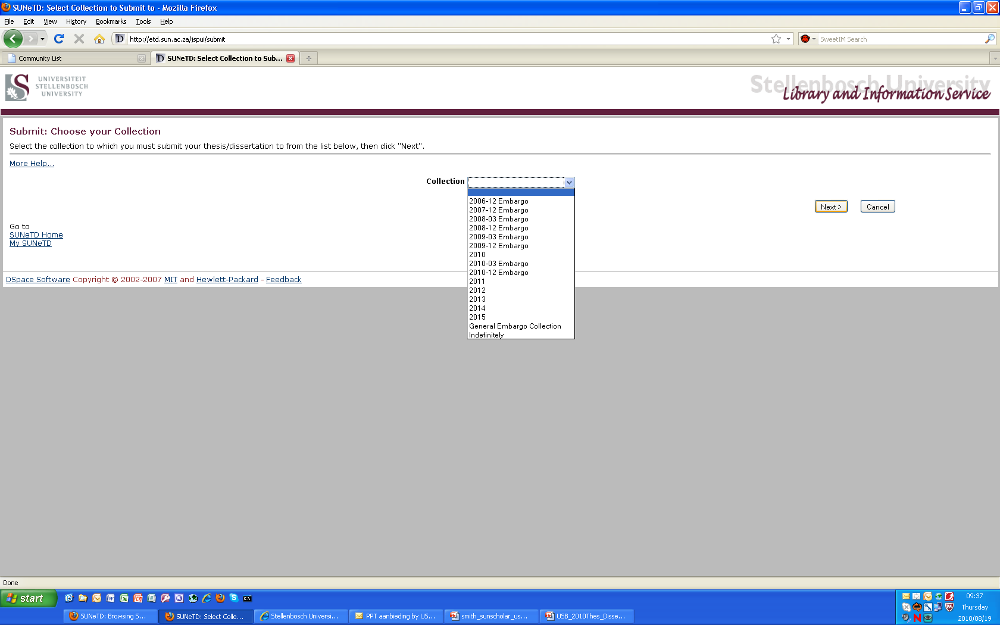 SUNeTD: Select Collection to Submit to - Mozilla Firefox
File Edit View History Bookmarks Tools Help
http://etd.sun.ac.za/jspui/submit
SweetIM Search
Community List
SUNeTD: Select Collection to Sub...
UNIVERSITEIT
STELLENBOSCH
UNIVERSITY
Stellenbosch University
Library and Information Service
Submit: Choose your Collection
Select the collection to which you must submit your thesis/dissertation to from the list below, then click "Next".
More Help...
Collection
2006-12 Embargo
2007-12 Embargo
2008-03 Embargo
2008-12 Embargo
2009-03 Embargo
2009-12 Embargo
2010
2010-03 Embargo
2010-12 Embargo
2011
2012
2013
2014
2015
General Embargo Collection
Indefinitely
Next > Cancel
Go to
SUNeTD Home
My SUNeTD
DSpace Software Copyright © 2002-2007 MIT and Hewlett-Packard - Feedback
Done
start
09:37
Thursday
2010/08/19
SUNeTD: Browsing S... SUNeTD: Select Colle... Stellenbosch Universi... PPT aanbieding by US... smith_sunscholar_us... USB_2010Thes_Disse...